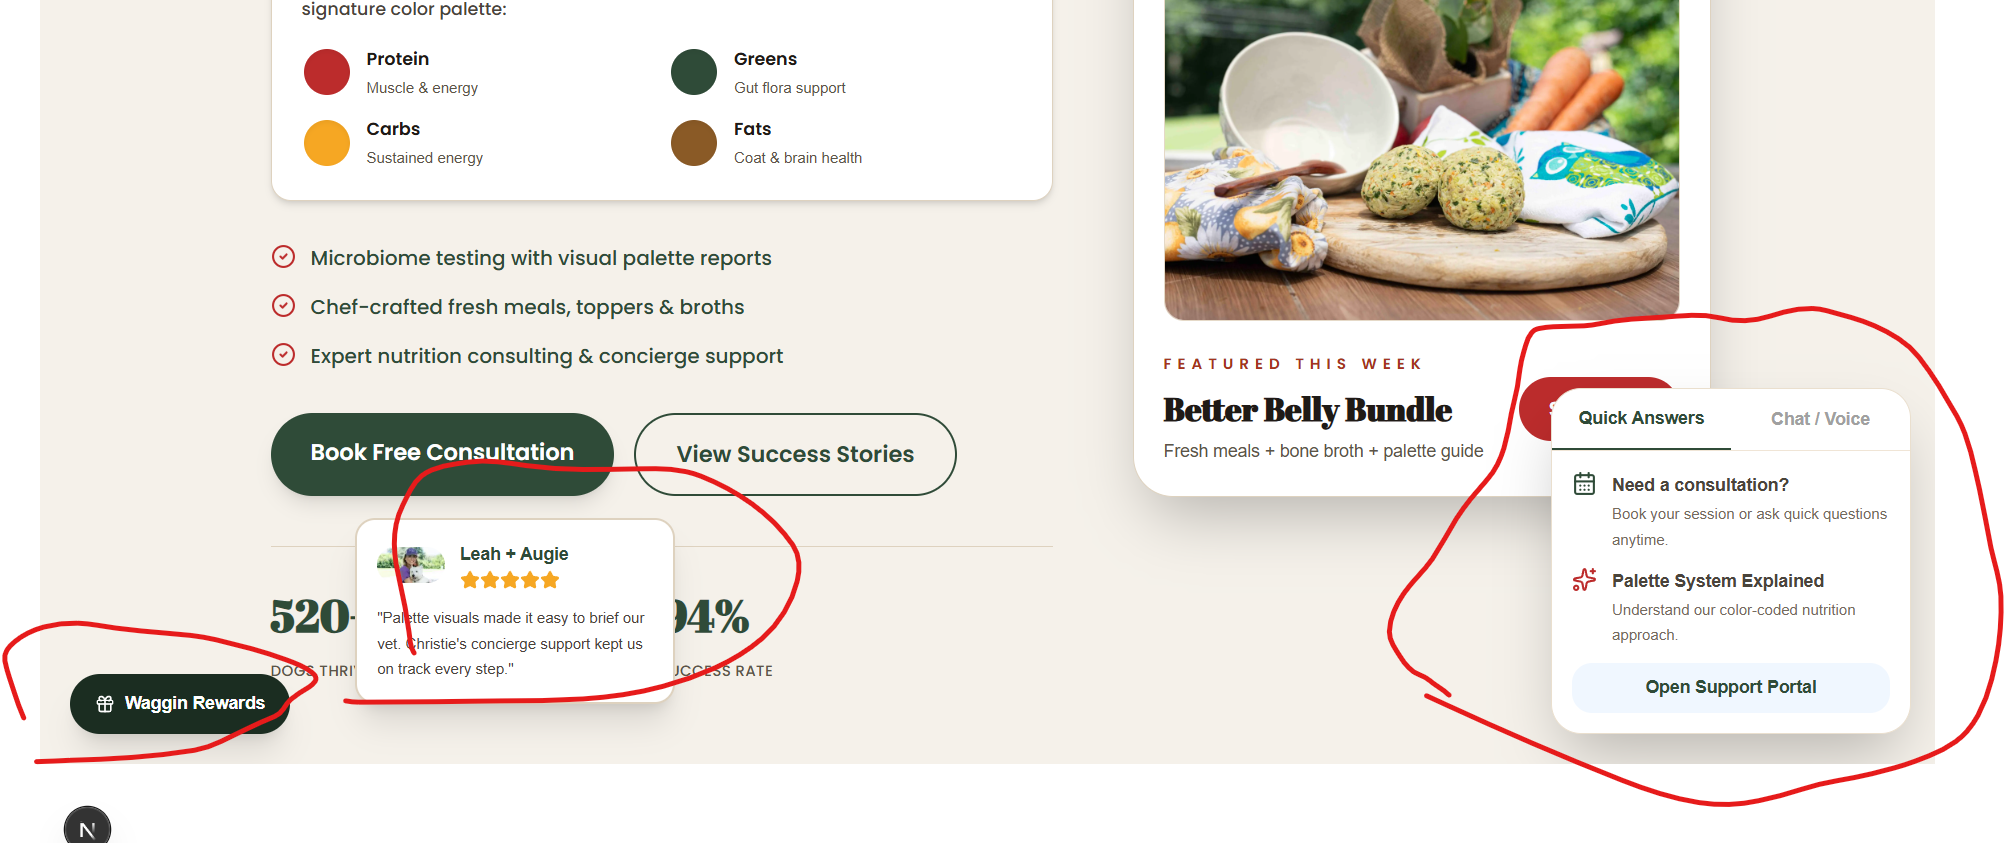 signature color palette:
Protein
Muscle & energy
Greens
Gut flora support
Carbs
Sustained energy
Fats
Coat & brain health
Microbiome testing with visual palette reports
Chef-crafted fresh meals, toppers & broths
Expert nutrition consulting & concierge support
Book Free Consultation
View Success Stories
Leah + Augie
"Palette visuals made it easy to brief our
vet. Christie's concierge support kept us
on track every step."
520
94%
DOGS
RATE
Waggin Rewards
FEATURED THIS WEEK
Better Belly Bundle
Fresh meals + bone broth + palette guide
Quick Answers
Chat / Voice
Need a consultation?
Book your session or ask quick questions
anytime.
Palette System Explained
Understand our color-coded nutrition
approach.
Open Support Portal
N